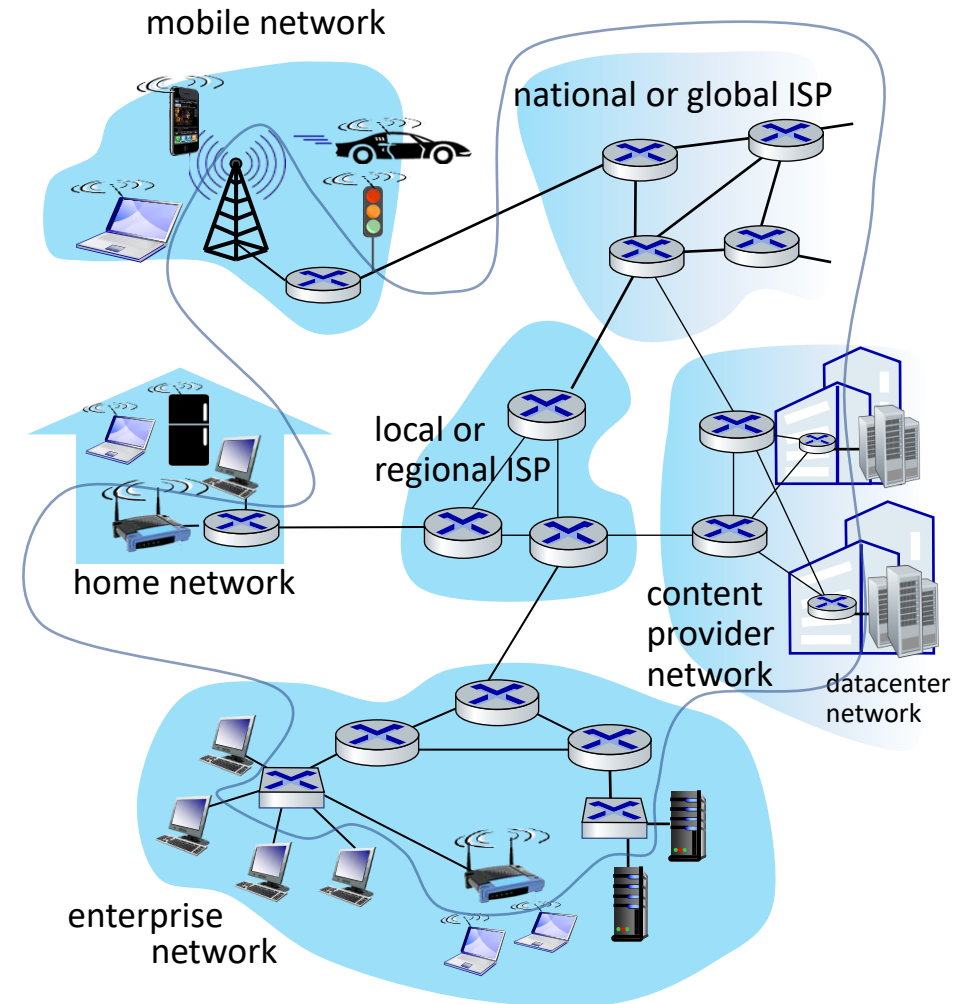 mobile network
national or global ISP
local or
regional ISP
home network
content
provider
network
datacenter
network
enterprise
network